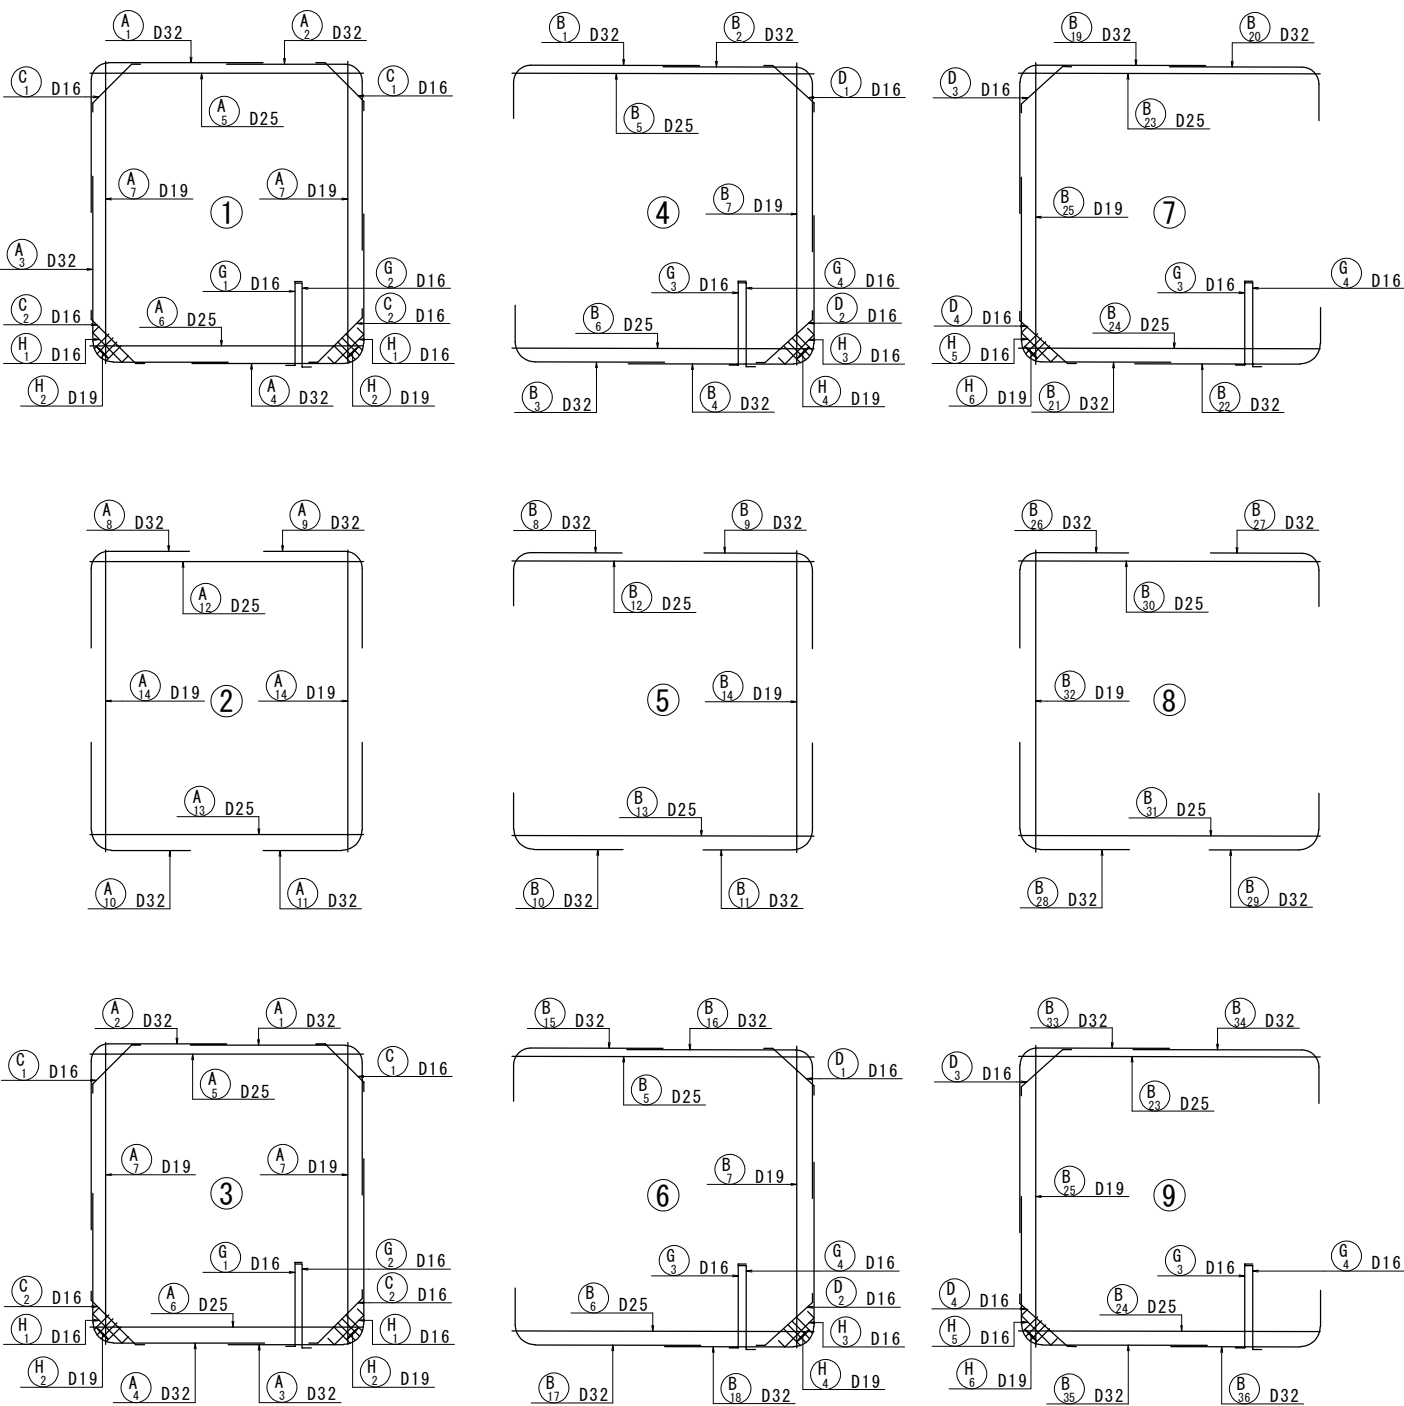 A1 D32
A2 D32
C1 D16
C1 D16
A5 D25
A7 D19
A7 D19
①
A3 D32
G1 D16
G2 D16
C2 D16
C2 D16
A6 D25
H1 D16
H1 D16
H2 D19
A4 D32
H2 D19
B1 D32
B2 D32
D1 D16
B5 D25
B7 D19
④
G3 D16
G4 D16
D2 D16
B6 D25
H3 D16
B3 D32
B4 D32
H4 D19
B19 D32
B20 D32
D3 D16
B23 D25
B25 D19
⑦
G3 D16
G4 D16
D4 D16
B24 D25
H5 D16
H6 D19
B21 D32
B22 D32
A8 D32
A9 D32
A12 D25
A14 D19
A14 D19
②
A13 D25
A10 D32
A11 D32
B8 D32
B9 D32
B12 D25
B14 D19
⑤
B13 D25
B10 D32
B11 D32
B26 D32
B27 D32
B30 D25
B32 D19
⑧
B31 D25
B28 D32
B29 D32
A2 D32
A1 D32
C1 D16
C1 D16
A5 D25
A7 D19
A7 D19
③
G1 D16
G2 D16
C2 D16
C2 D16
A6 D25
H1 D16
H1 D16
H2 D19
A4 D32
A3 D32
H2 D19
B15 D32
B16 D32
D1 D16
B5 D25
B7 D19
⑥
G3 D16
G4 D16
D2 D16
B6 D25
H3 D16
B17 D32
B18 D32
H4 D19
B33 D32
B34 D32
D3 D16
B23 D25
B25 D19
⑨
G3 D16
G4 D16
D4 D16
B24 D25
H5 D16
H6 D19
B35 D32
B36 D32